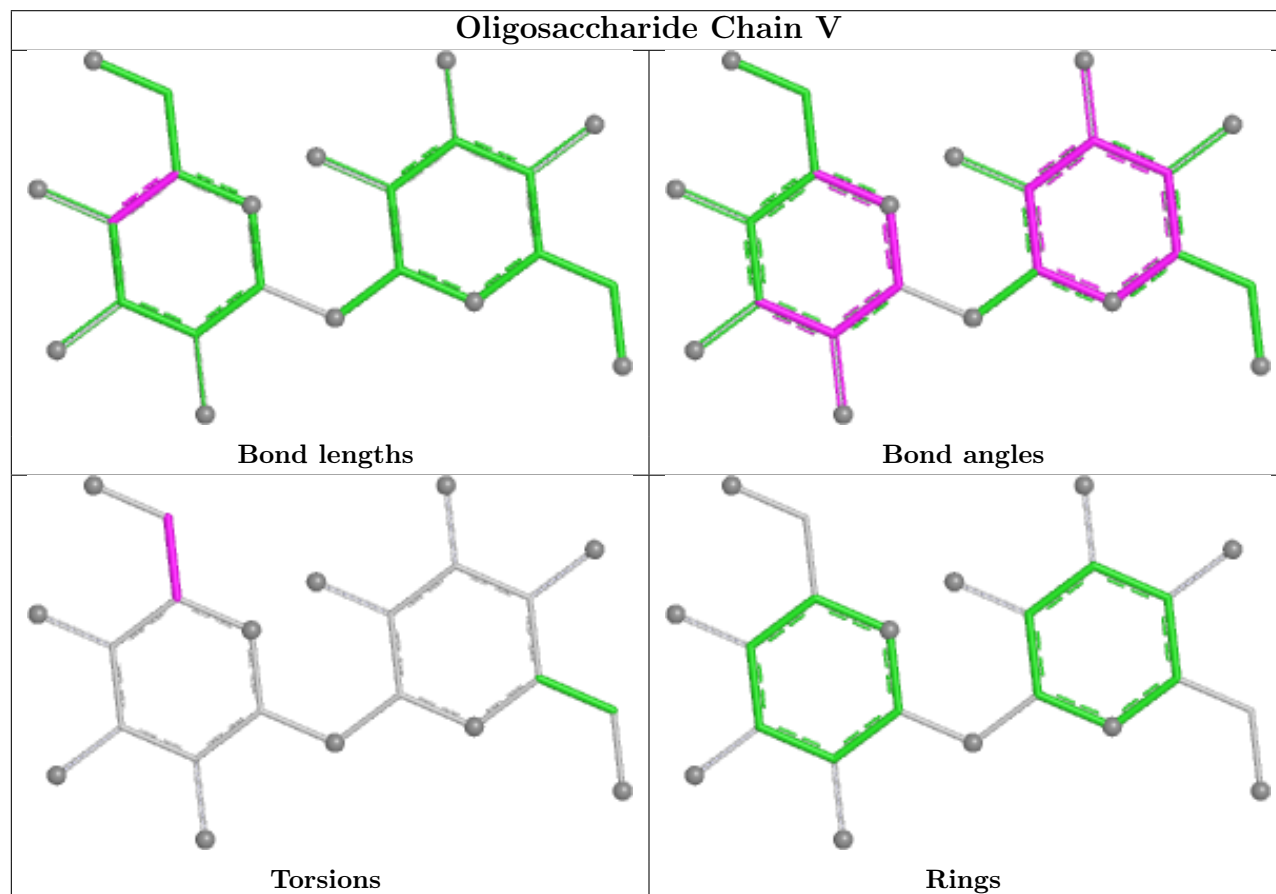 Oligosaccharide Chain V
Bond lengths
Bond angles
Torsions
Rings